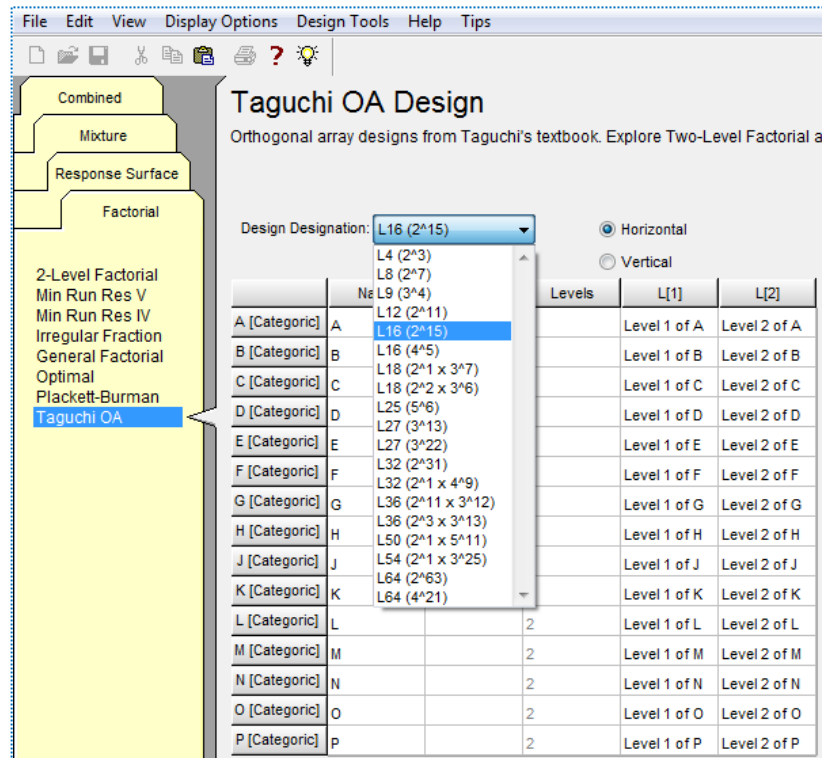 File Edit View Display Options Design Tools Help Tips
Combined
Mixture
Response Surface
Factorial
2-Level Factorial
Min Run Res V
Min Run Res IV
Irregular Fraction
General Factorial
Optimal
Plackett-Burman
Taguchi OA
Taguchi OA Design
Orthogonal array designs from Taguchi's textbook. Explore Two-Level Factorial a
Design Designation: L16 (2^15)
Horizontal
Vertical
L4 (2^3)
L8 (2^7)
L9 (3^4)
L12 (2^11)
L16 (2^15)
L16 (4^5)
L18 (2^1 x 3^7)
L18 (2^2 x 3^6)
L25 (5^6)
L27 (3^13)
L27 (3^22)
L32 (2^31)
L32 (2^1 x 4^9)
L36 (2^11 x 3^12)
L36 (2^3 x 3^13)
L50 (2^1 x 5^11)
L54 (2^1 x 3^25)
L64 (2^63)
L64 (4^21)
Na Levels L[1] L[2]
A [Categoric] A Level 1 of A Level 2 of A
B [Categoric] B Level 1 of B Level 2 of B
C [Categoric] C Level 1 of C Level 2 of C
D [Categoric] D Level 1 of D Level 2 of D
E [Categoric] E Level 1 of E Level 2 of E
F [Categoric] F Level 1 of F Level 2 of F
G [Categoric] G Level 1 of G Level 2 of G
H [Categoric] H Level 1 of H Level 2 of H
J [Categoric] J Level 1 of J Level 2 of J
K [Categoric] K Level 1 of K Level 2 of K
L [Categoric] L 2 Level 1 of L Level 2 of L
M [Categoric] M 2 Level 1 of M Level 2 of M
N [Categoric] N 2 Level 1 of N Level 2 of N
O [Categoric] O 2 Level 1 of O Level 2 of O
P [Categoric] P 2 Level 1 of P Level 2 of P